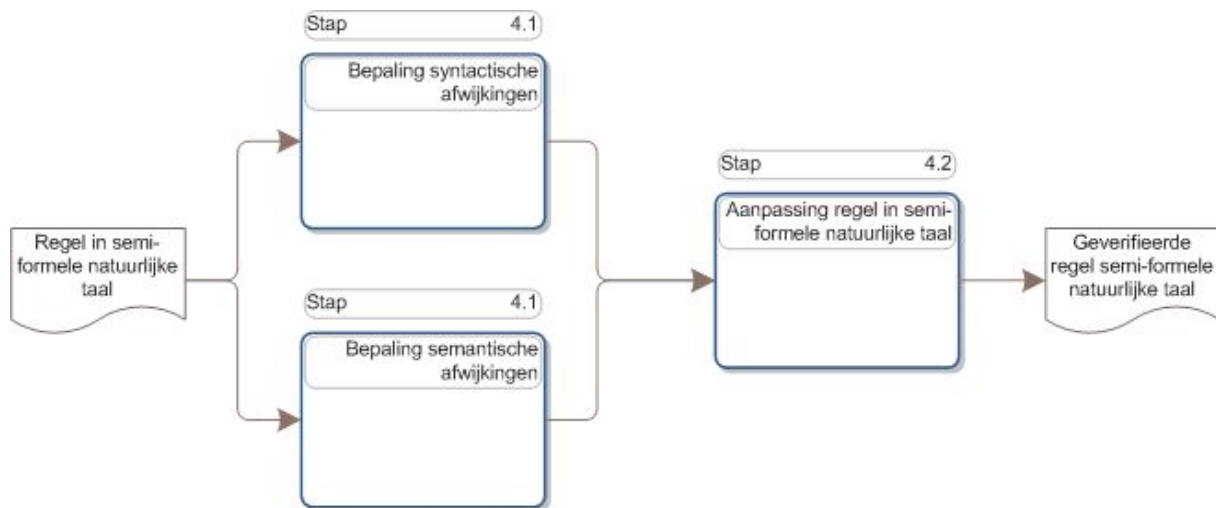 Stap 4.1
Bepaling syntactische
afwijkingen
Regel in semi-
formele natuurlijke
taal
Stap 4.1
Bepaling semantische
afwijkingen
Stap 4.2
Aanpassing regel in semi-
formele natuurlijke taal
Geverifieerde
regel semi-formele
natuurlijke taal